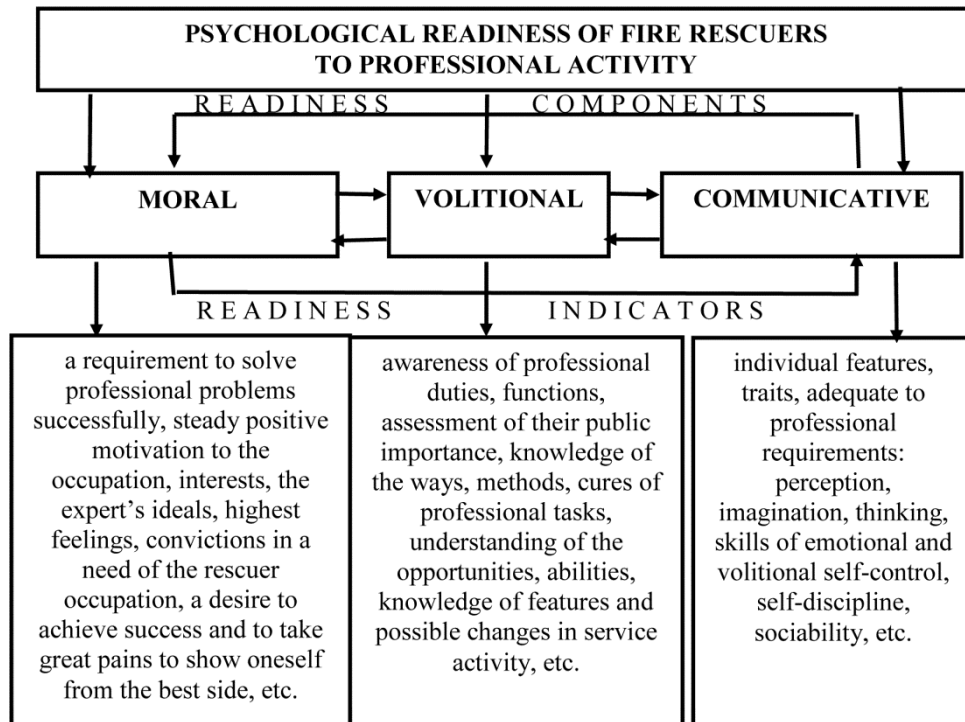 PSYCHOLOGICAL READINESS OF FIRE RESCUERS
TO PROFESSIONAL ACTIVITY
READINESS COMPONENTS
MORAL
VOLITIONAL
COMMUNICATIVE
READINESS INDICATORS
a requirement to solve
professional problems
successfully, steady positive
motivation to the
occupation, interests, the
expert’s ideals, highest
feelings, convictions in a
need of the rescuer
occupation, a desire to
achieve success and to take
great pains to show oneself
from the best side, etc.
awareness of professional
duties, functions,
assessment of their public
importance, knowledge of
the ways, methods, cures of
professional tasks,
understanding of the
opportunities, abilities,
knowledge of features and
possible changes in service
activity, etc.
individual features,
traits, adequate to
professional
requirements:
perception,
imagination, thinking,
skills of emotional and
volitional self-control,
self-discipline,
sociability, etc.